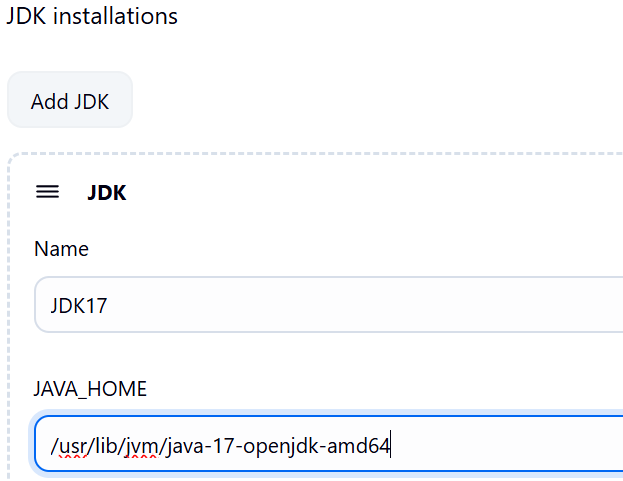 JDK installations
Add JDK
JDK
Name
JDK17
JAVA_HOME
/usr/lib/jvm/java-17-openjdk-amd64